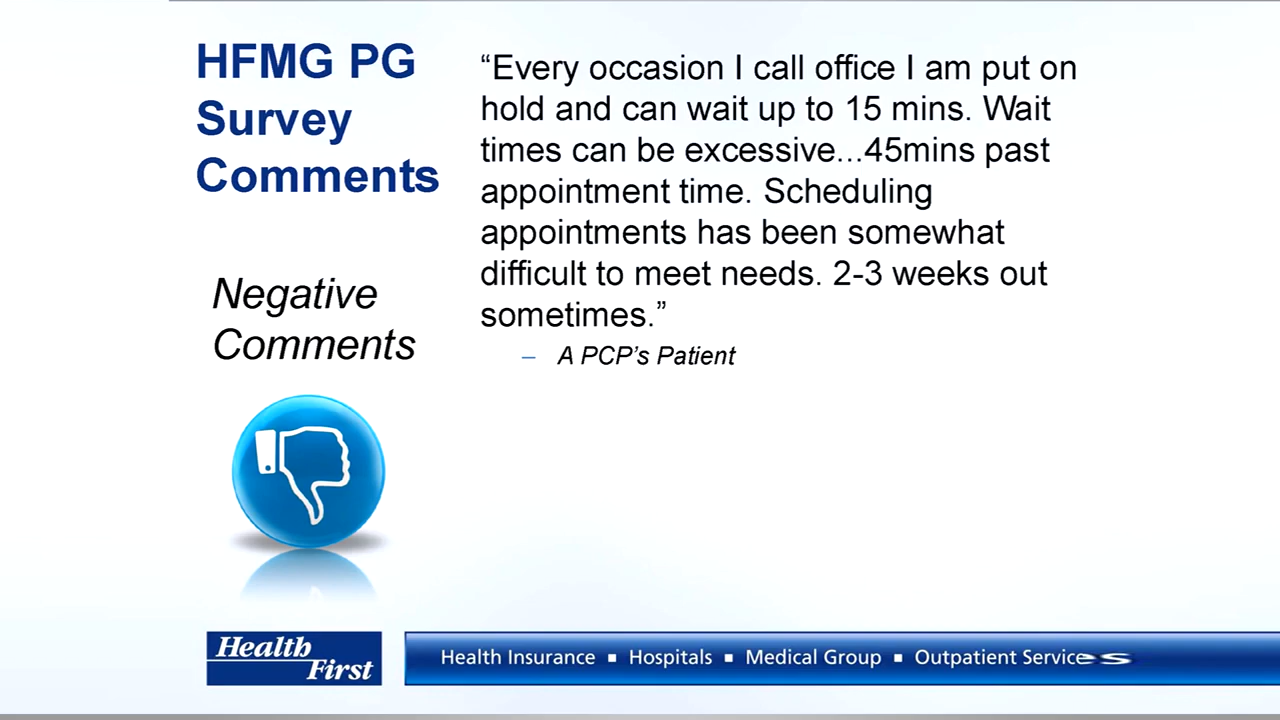 HFMG PG
Survey
Comments
Negative
Comments
“Every occasion I call office I am put on
hold and can wait up to 15 mins. Wait
times can be excessive...45mins past
appointment time. Scheduling
appointments has been somewhat
difficult to meet needs. 2-3 weeks out
sometimes.”
– A PCP’s Patient
Health
First
Health Insurance ▪ Hospitals ▪ Medical Group ▪ Outpatient Services